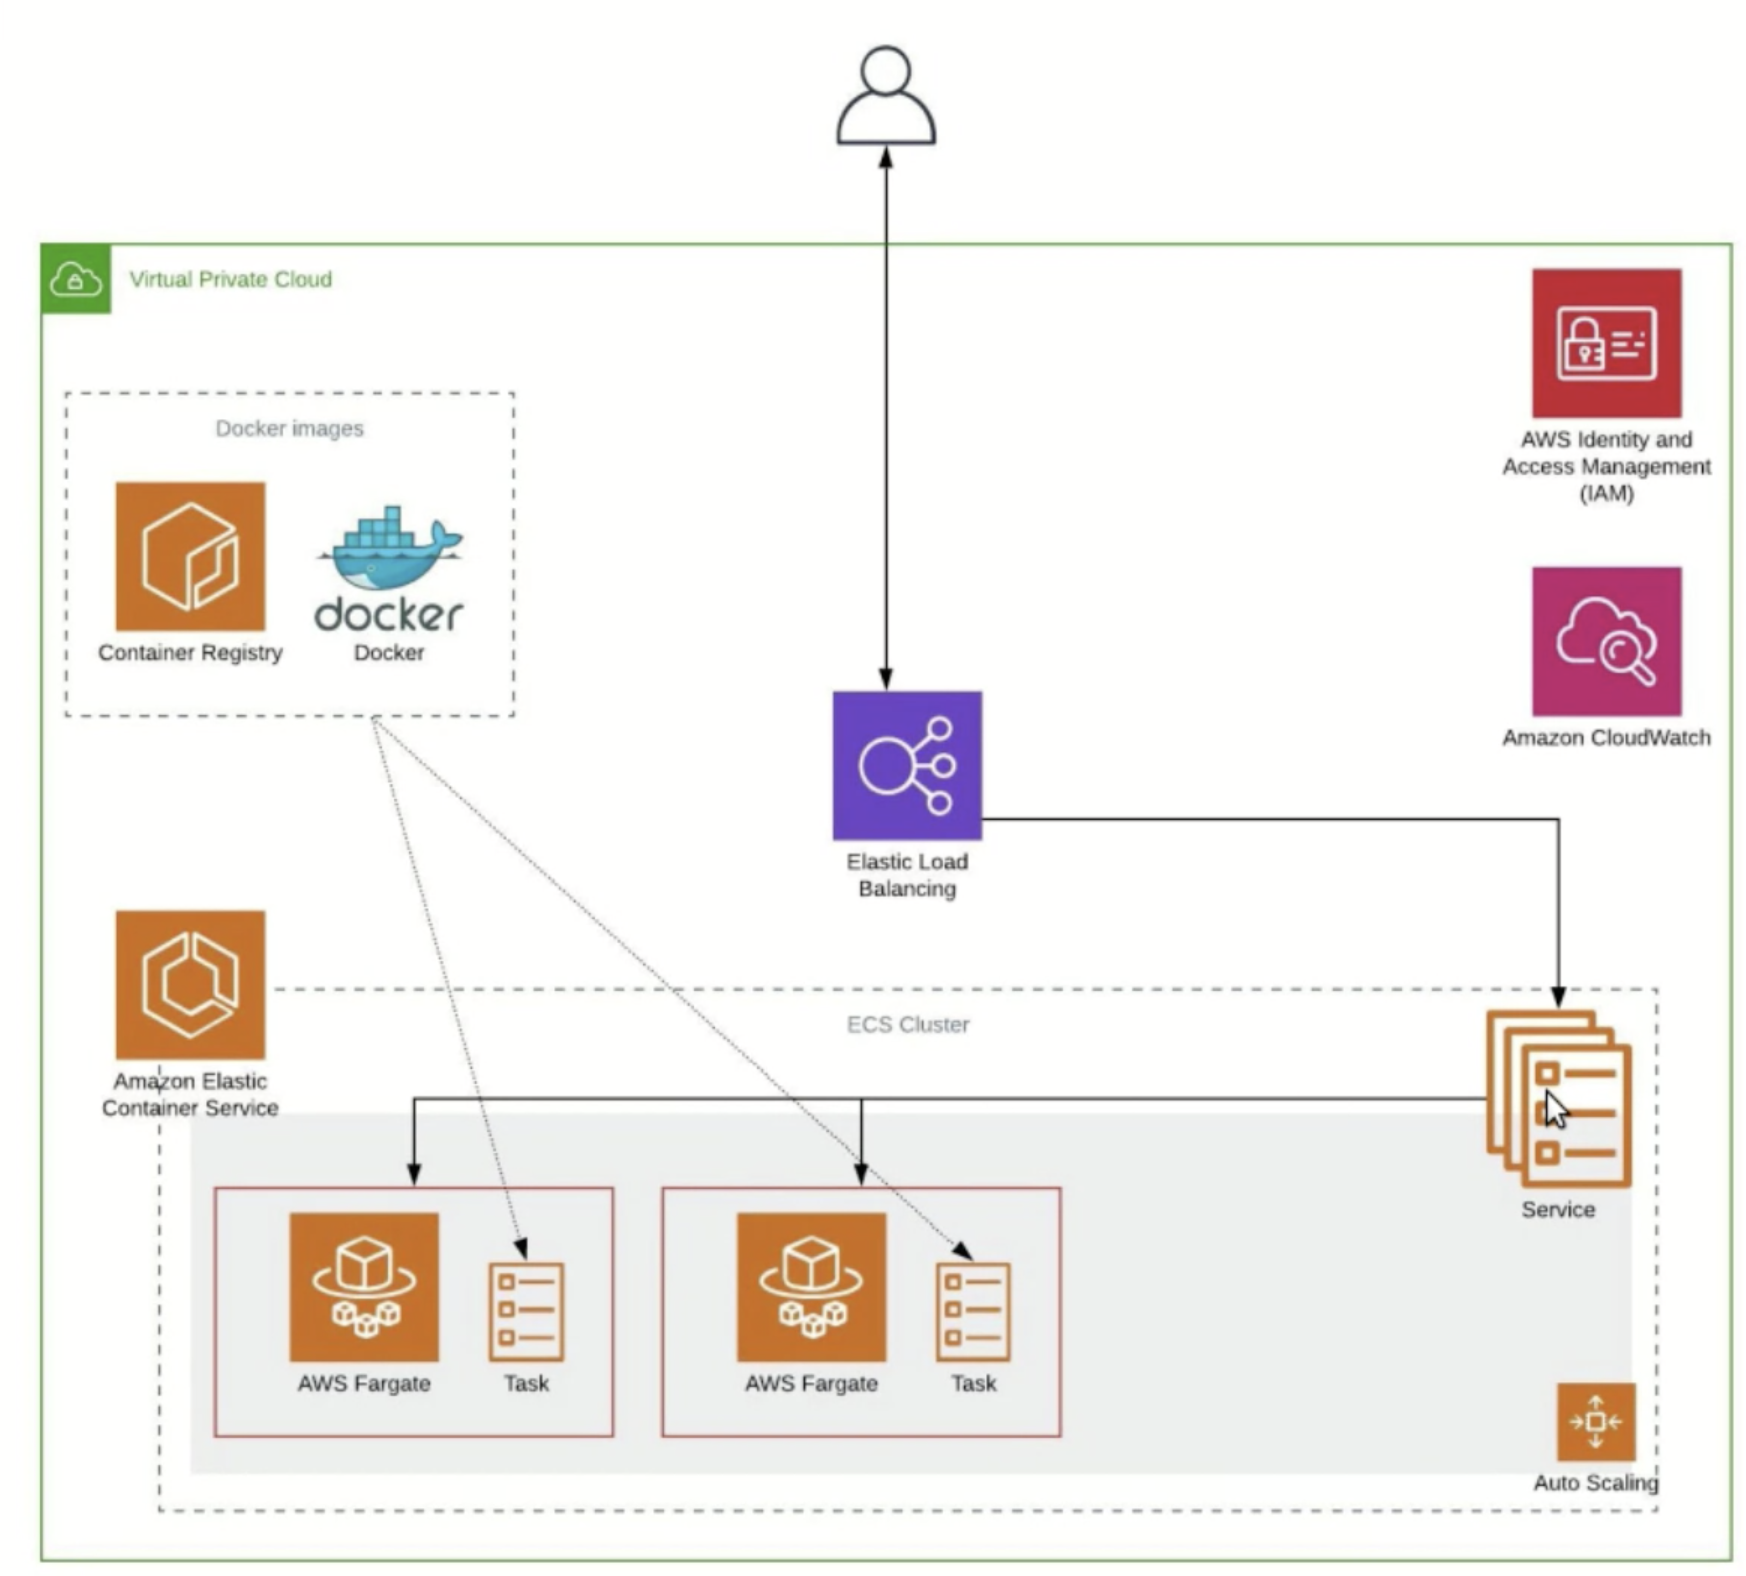 Virtual Private Cloud
AWS Identity and
Access Management
(IAM)
Docker images
docker
Container Registry
Docker
Amazon CloudWatch
Elastic Load
Balancing
ECS Cluster
Amazon Elastic
Container Service
Service
AWS Fargate
Task
AWS Fargate
Task
Auto Scaling